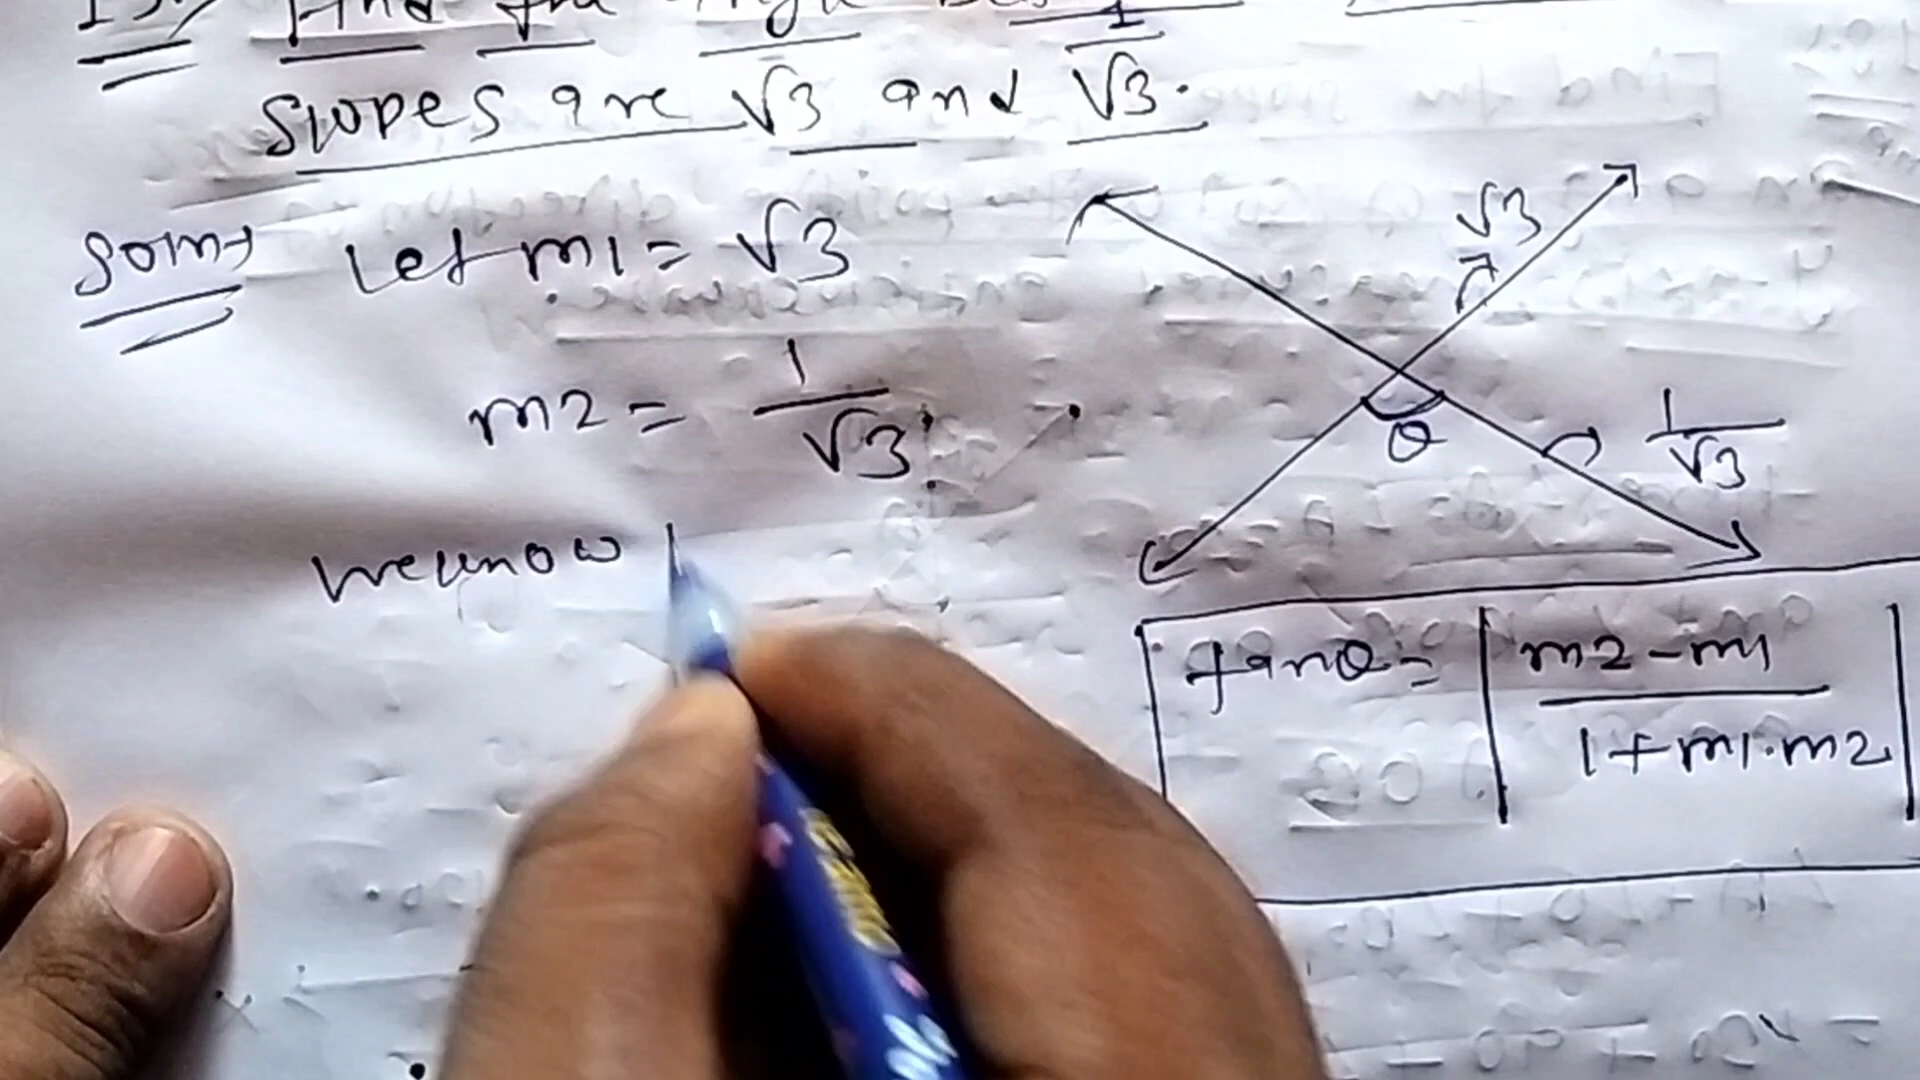 slopes are √3 and 1/√3.
Soln→ Let m1 = √3
m2 = 1/√3
We know
√3
θ
1/√3
tanθ = | m2 - m1 / 1 + m1.m2 |